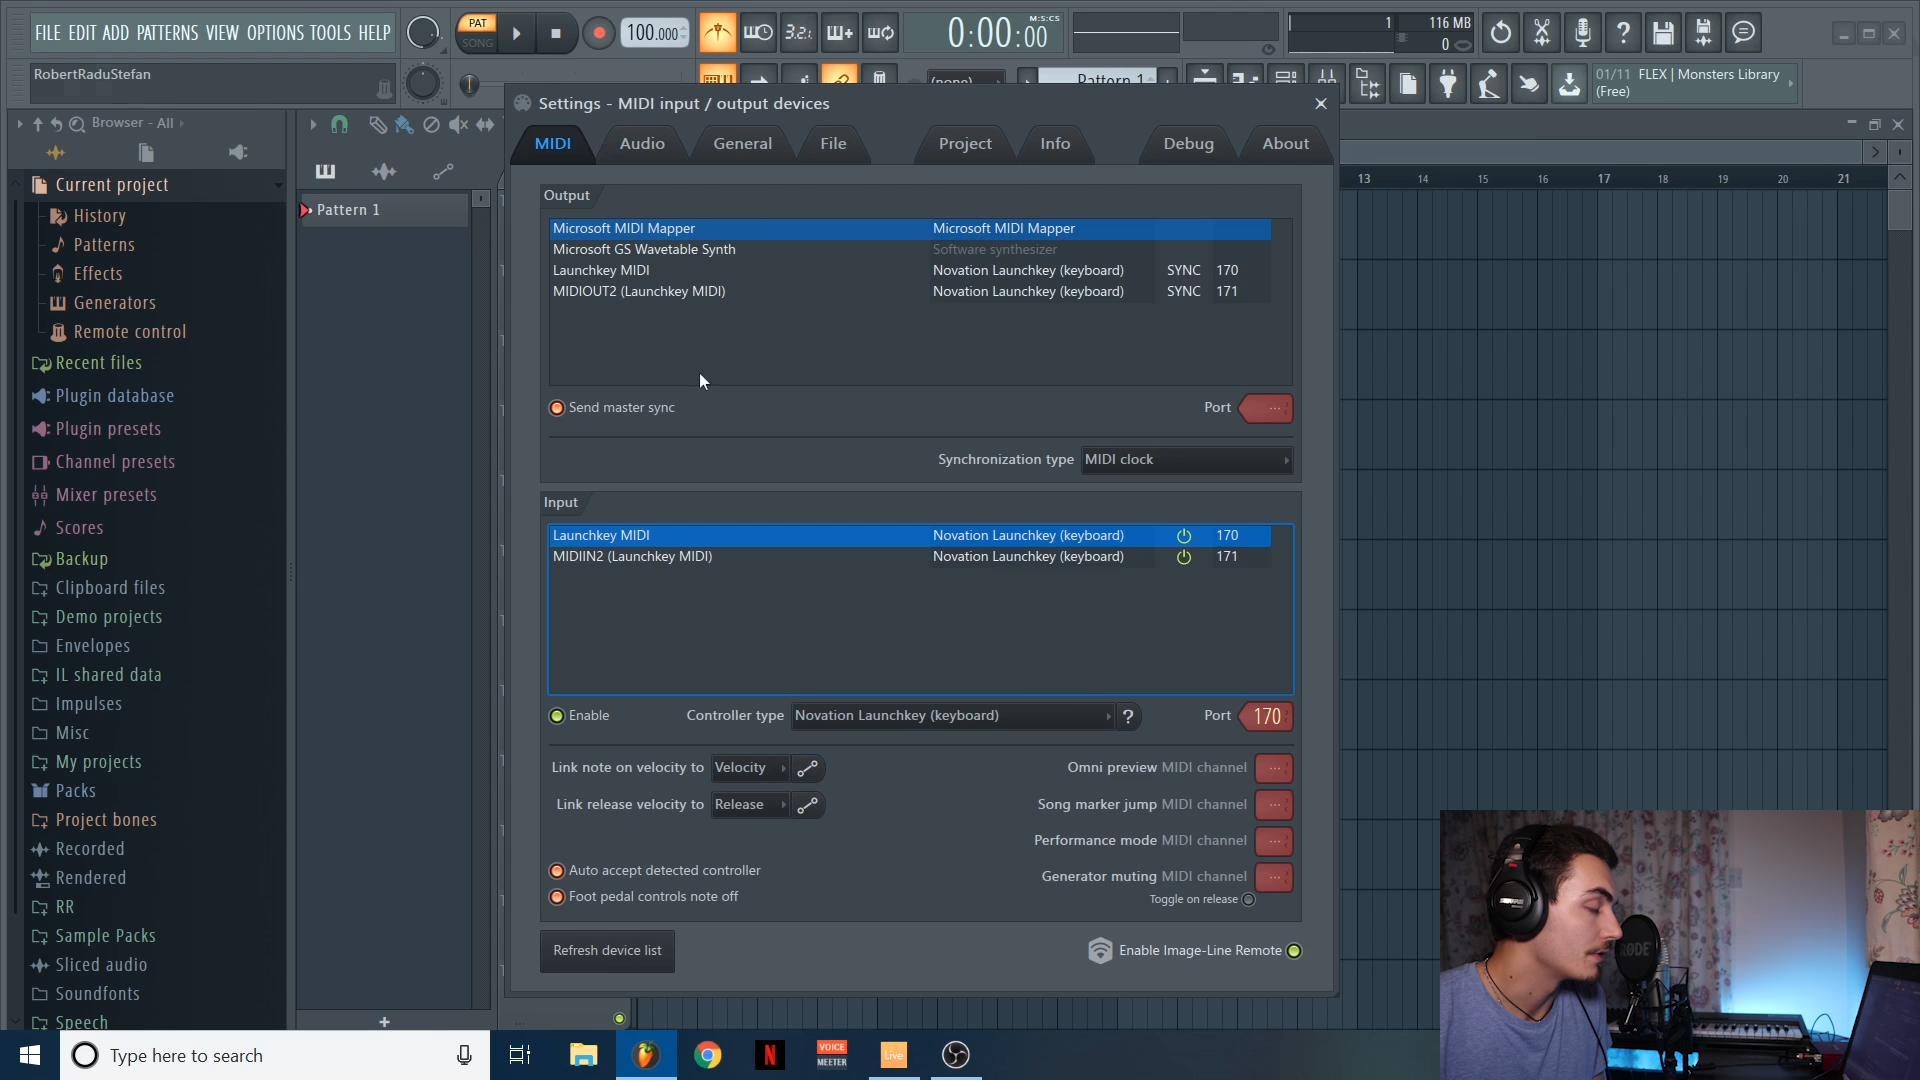 FILE EDIT ADD PATTERNS VIEW OPTIONS TOOLS HELP
PAT
SONG
100.000
3.2.
0:00:00
M:S:CS
1
116 MB
0
RobertRaduStefan
(none)
Pattern 1
01/11 FLEX | Monsters Library
(Free)
Browser - All
Current project
History
Patterns
Effects
Generators
Remote control
Recent files
Plugin database
Plugin presets
Channel presets
Mixer presets
Scores
Backup
Clipboard files
Demo projects
Envelopes
IL shared data
Impulses
Misc
My projects
Packs
Project bones
Recorded
Rendered
RR
Sample Packs
Sliced audio
Soundfonts
Speech
Pattern 1
Settings - MIDI input / output devices
MIDI Audio General File Project Info Debug About
Output
Microsoft MIDI Mapper Microsoft MIDI Mapper
Microsoft GS Wavetable Synth Software synthesizer
Launchkey MIDI Novation Launchkey (keyboard) SYNC 170
MIDIOUT2 (Launchkey MIDI) Novation Launchkey (keyboard) SYNC 171
Send master sync Port ...
Synchronization type MIDI clock
Input
Launchkey MIDI Novation Launchkey (keyboard) 170
MIDIIN2 (Launchkey MIDI) Novation Launchkey (keyboard) 171
Enable Controller type Novation Launchkey (keyboard) ? Port 170
Link note on velocity to Velocity Omni preview MIDI channel ...
Link release velocity to Release Song marker jump MIDI channel ...
Performance mode MIDI channel ...
Auto accept detected controller Generator muting MIDI channel ...
Foot pedal controls note off Toggle on release
Refresh device list Enable Image-Line Remote
13 14 15 16 17 18 19 20 21
RODE
Type here to search
N
VOICE
MEETER
Live